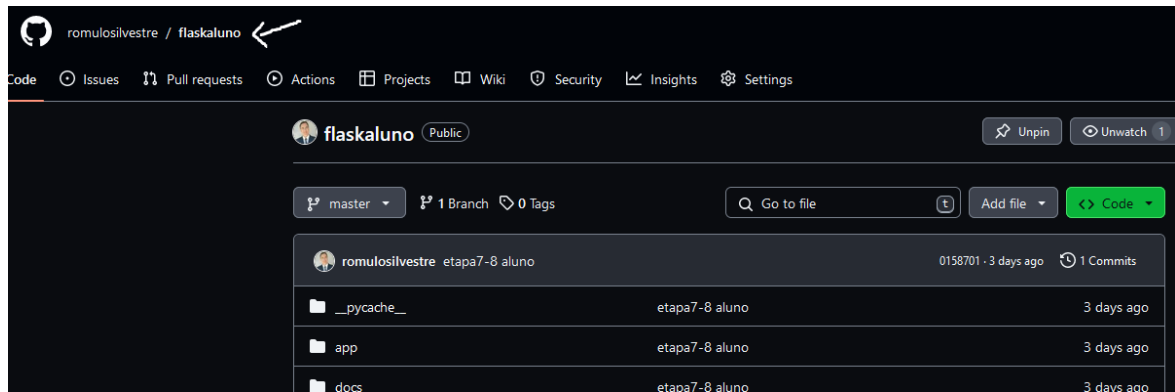 romulosilvestre / flaskaluno
Code Issues Pull requests Actions Projects Wiki Security Insights Settings
flaskaluno Public Unpin Unwatch 1
master 1 Branch 0 Tags Go to file t Add file Code
romulosilvestre etapa7-8 aluno 0158701 · 3 days ago 1 Commits
__pycache__ etapa7-8 aluno 3 days ago
app etapa7-8 aluno 3 days ago
docs etapa7-8 aluno 3 days ago